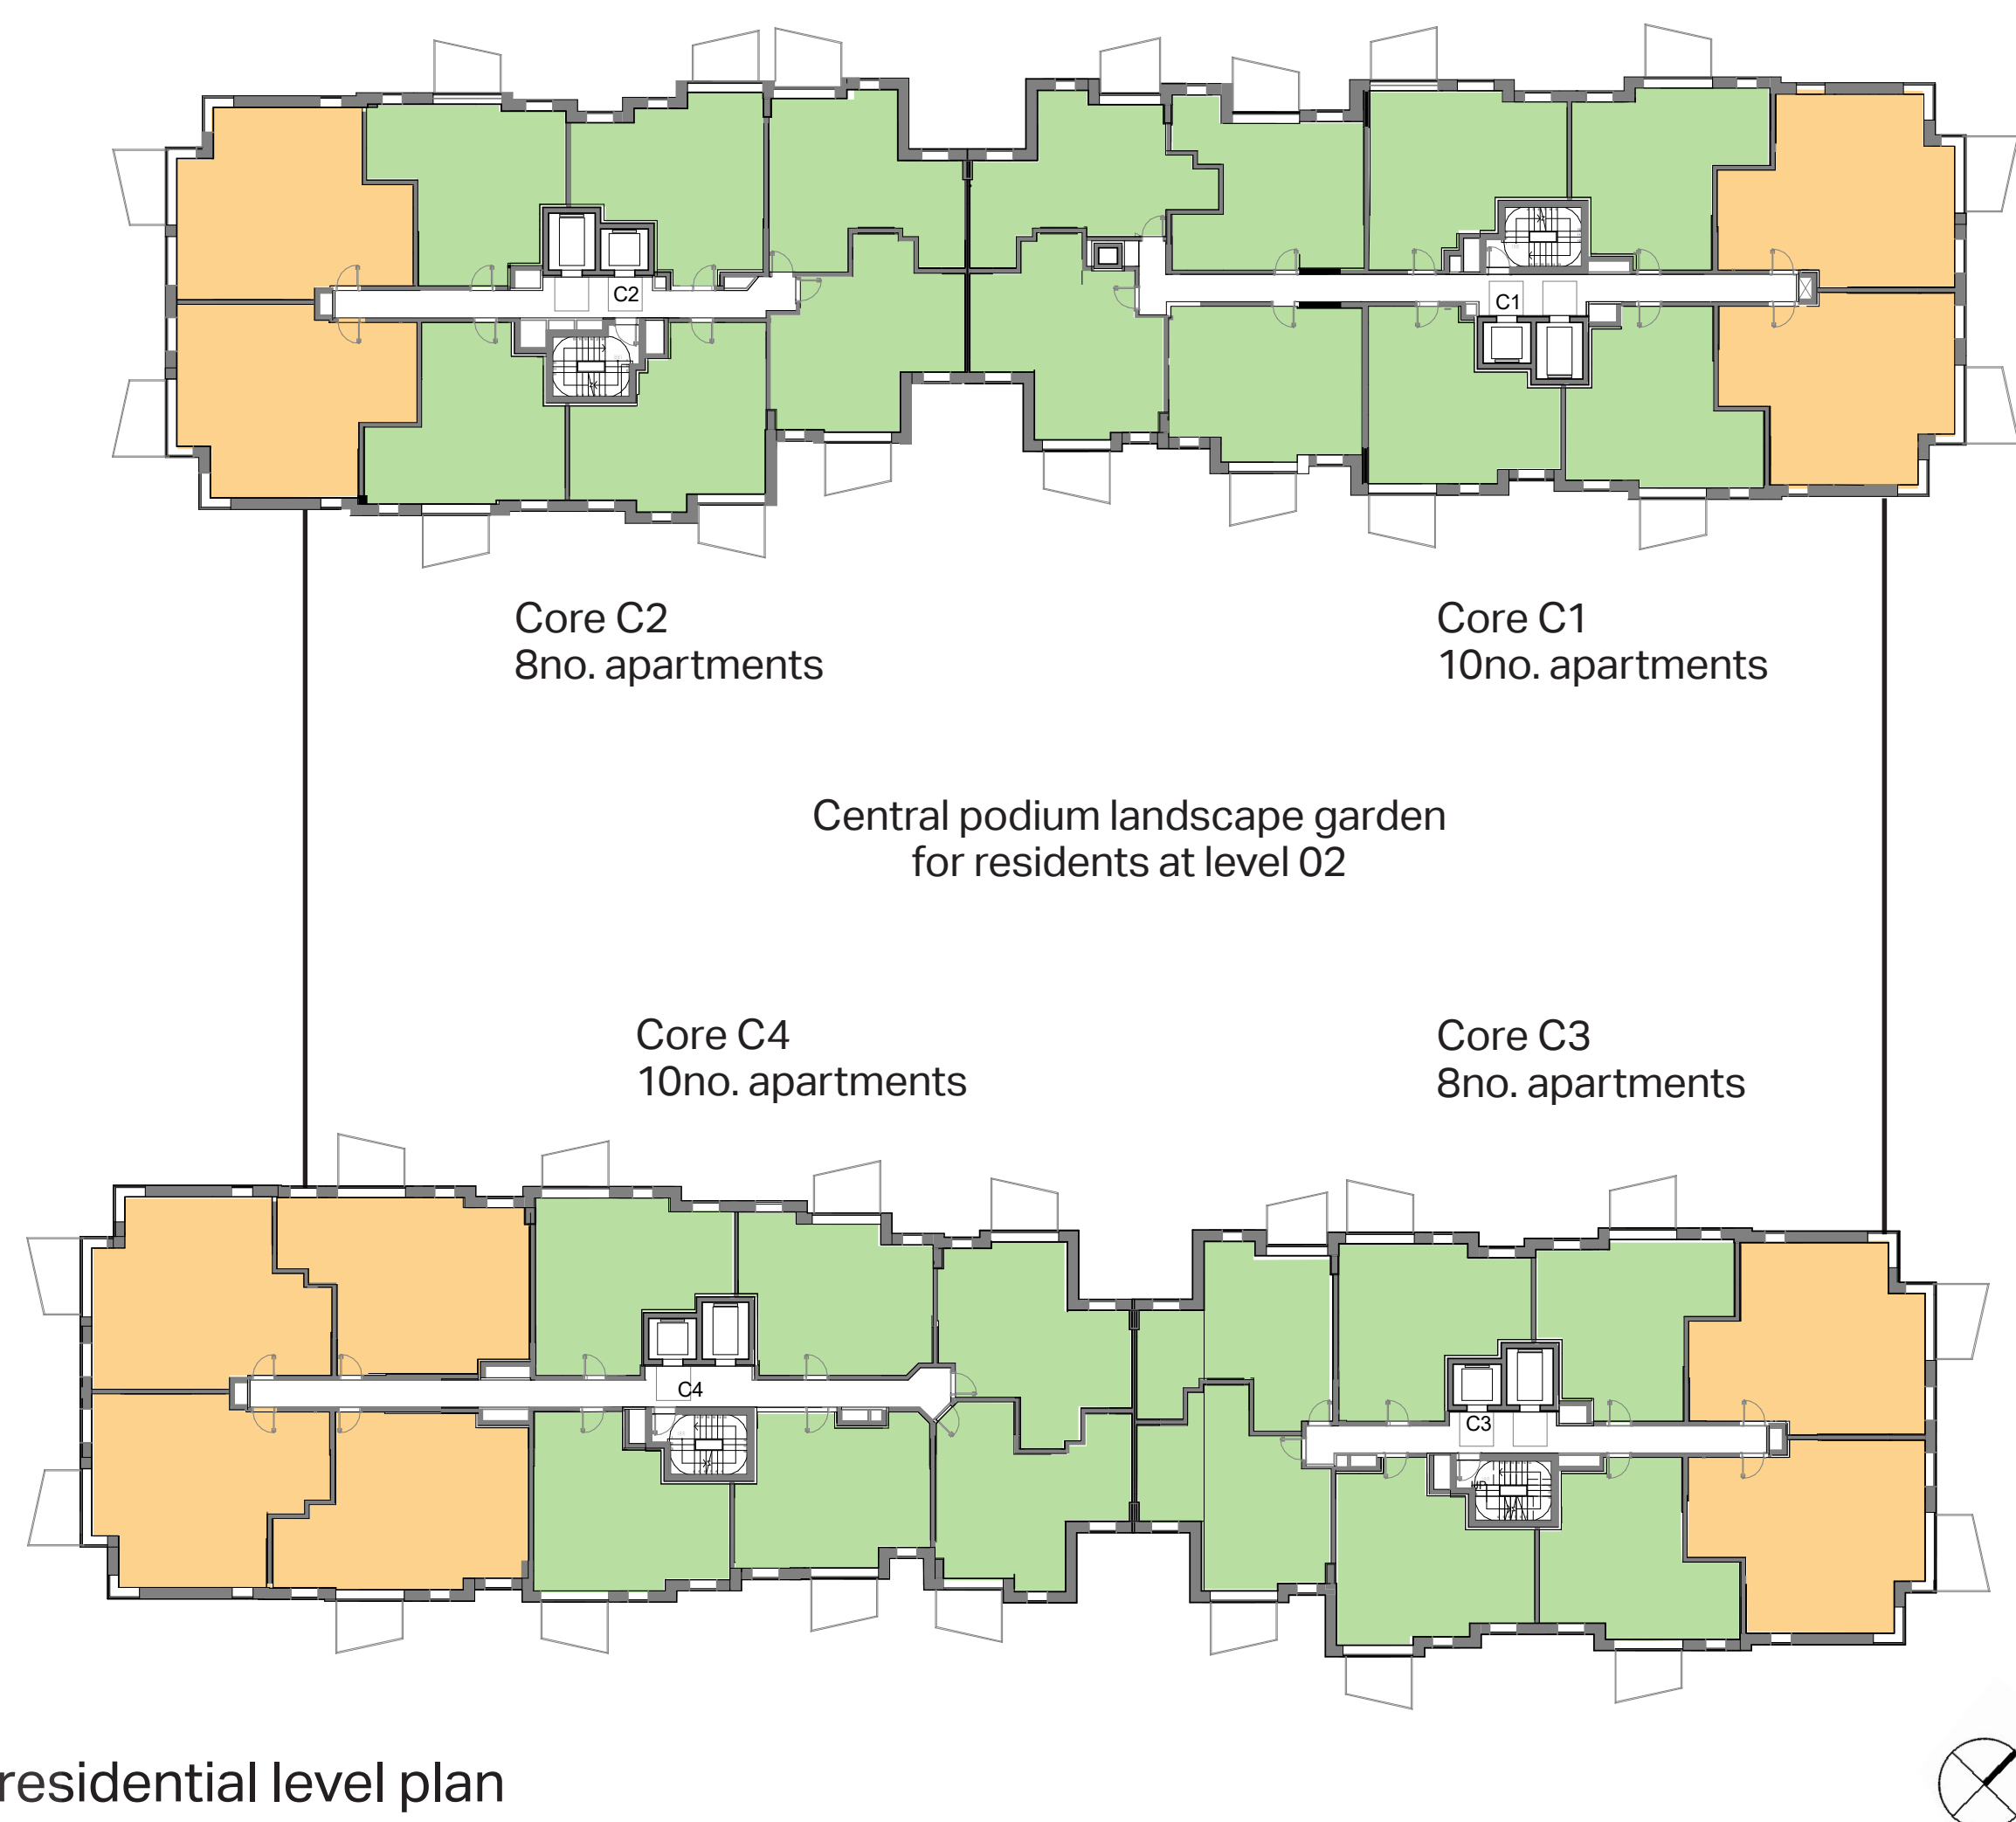 C2
C1
Core C2
8no. apartments
Core C1
10no. apartments
Central podium landscape garden
for residents at level 02
Core C4
10no. apartments
Core C3
8no. apartments
C4
C3
residential level plan